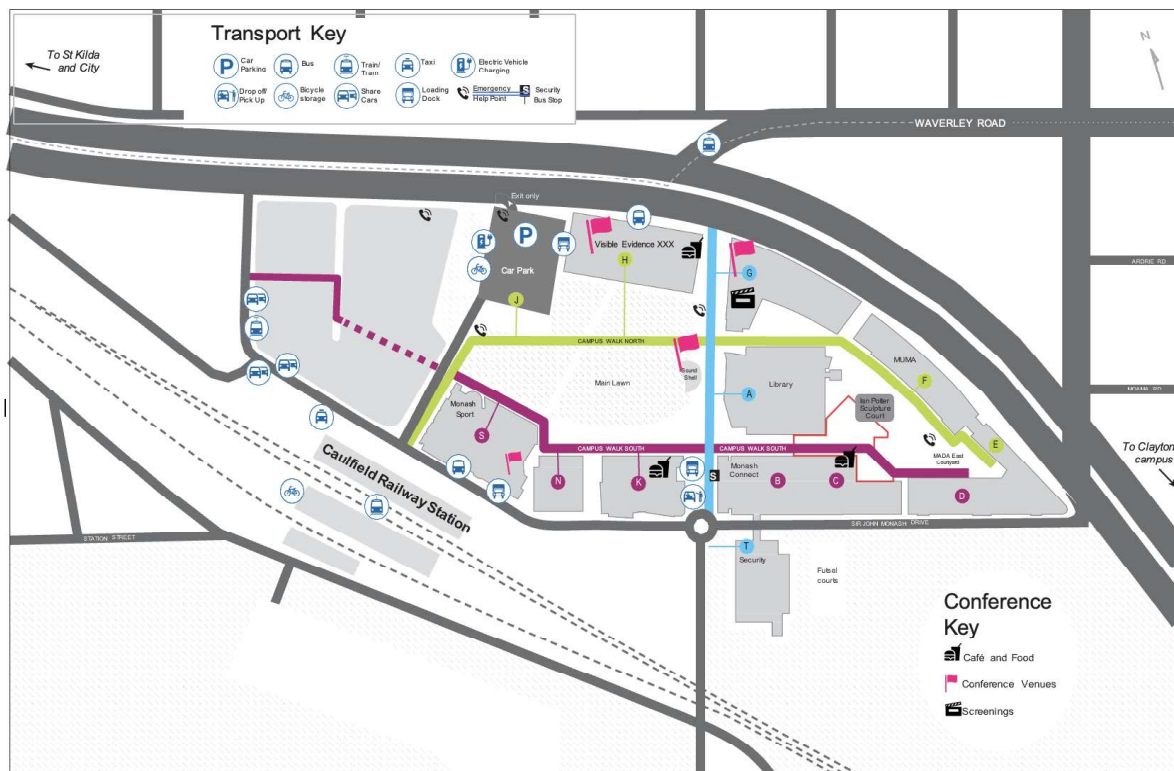 To St Kilda
and City
Transport Key
Car
Parking
Bus
Train/
Tram
Taxi
Electric Vehicle
Charging
Drop off/
Pick Up
Bicycle
storage
Share
Cars
Loading
Dock
Emergency
Help Point
S
Security
Bus Stop
N
WAVERLEY ROAD
Exit only
P
Car Park
J
Visible Evidence XXX
H
G
ARDRIE RD
CAMPUS WALK NORTH
MUMA
F
Main Lawn
Sound
Shell
Library
A
Ian Potter
Sculpture
Court
Monash
Sport
S
CAMPUS WALK SOUTH
CAMPUS WALK SOUTH
MADA East
Courtyard
E
To Clayton
campus
Caulfield Railway Station
N
K
S
Monash
Connect
B
C
D
SIR JOHN MONASH DRIVE
STATION STREET
T
Security
Futsal
courts
Conference
Key
Café and Food
Conference Venues
Screenings